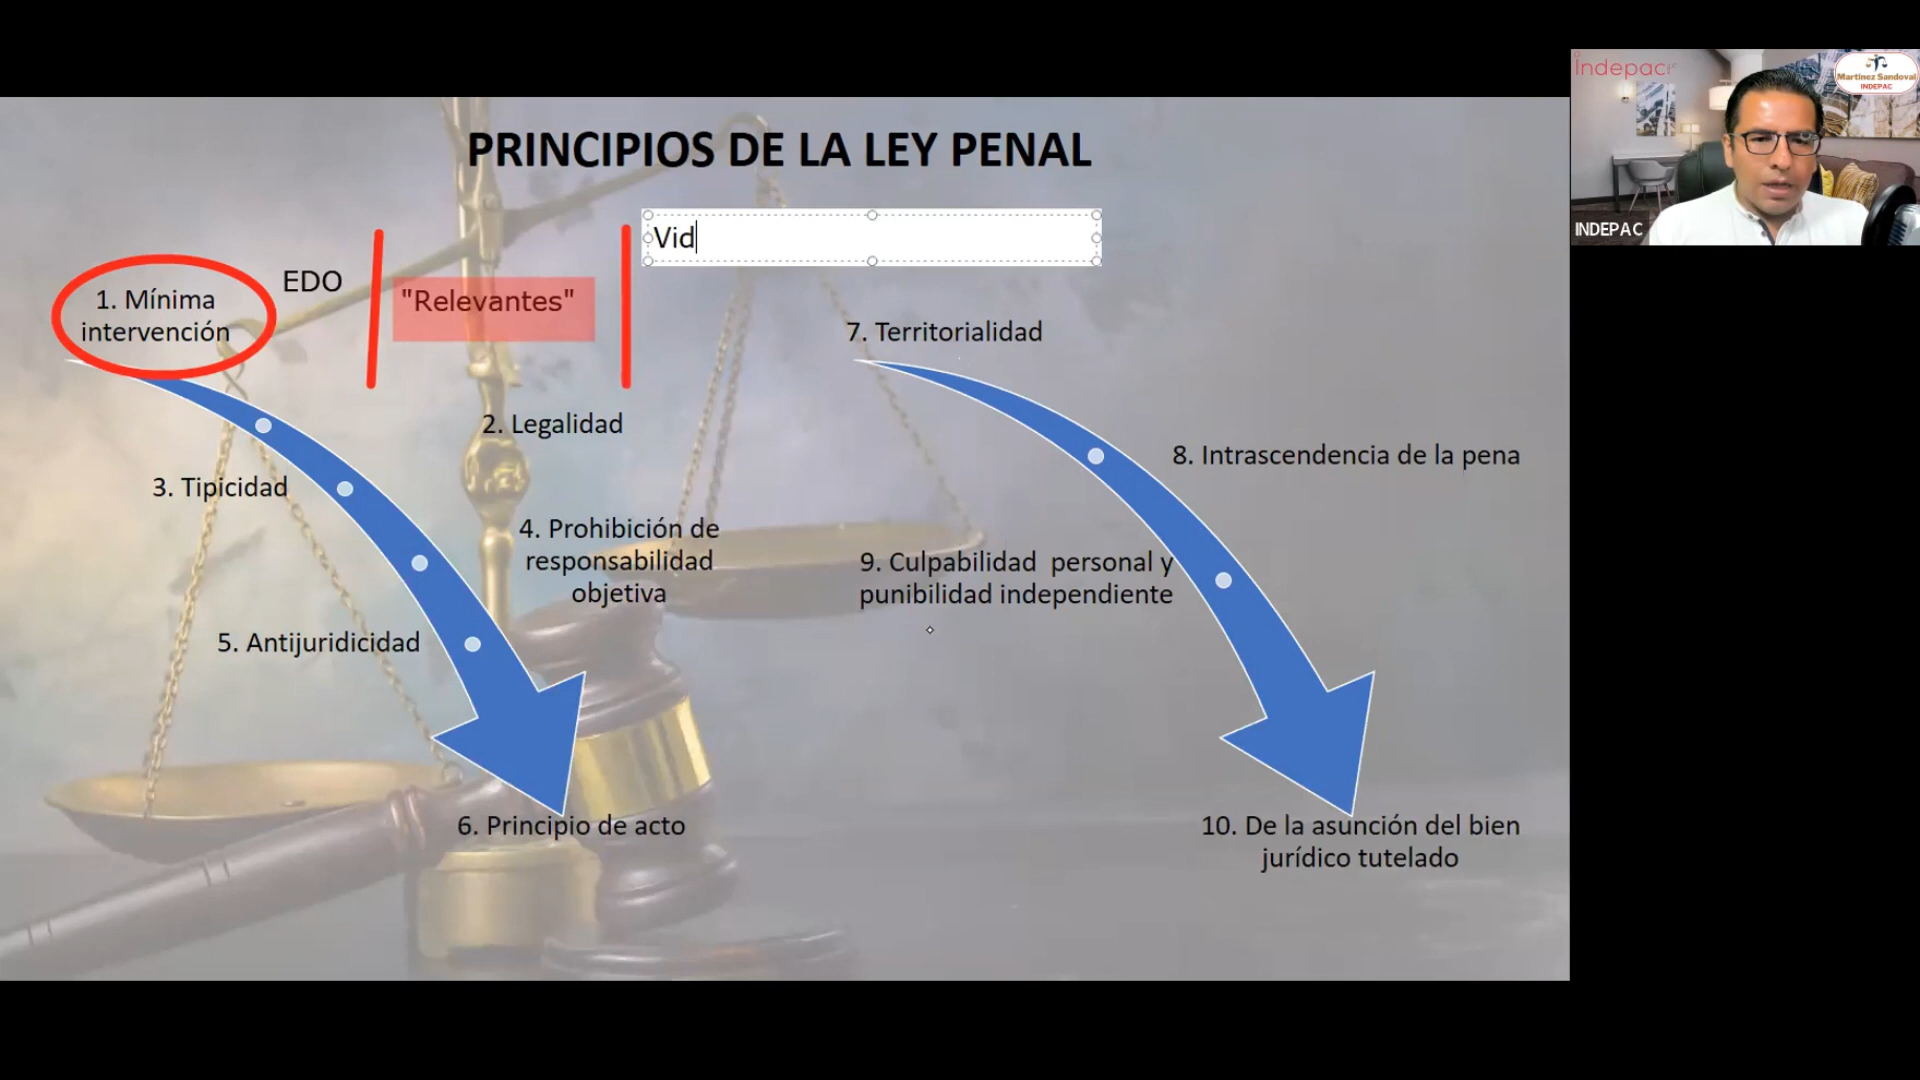 PRINCIPIOS DE LA LEY PENAL
Vid
EDO
"Relevantes"
1. Mínima
intervención
2. Legalidad
3. Tipicidad
4. Prohibición de
responsabilidad
objetiva
5. Antijuridicidad
6. Principio de acto
7. Territorialidad
8. Intrascendencia de la pena
9. Culpabilidad personal y
punibilidad independiente
10. De la asunción del bien
jurídico tutelado
Martínez Sandoval
INDEPAC
INDEPAC